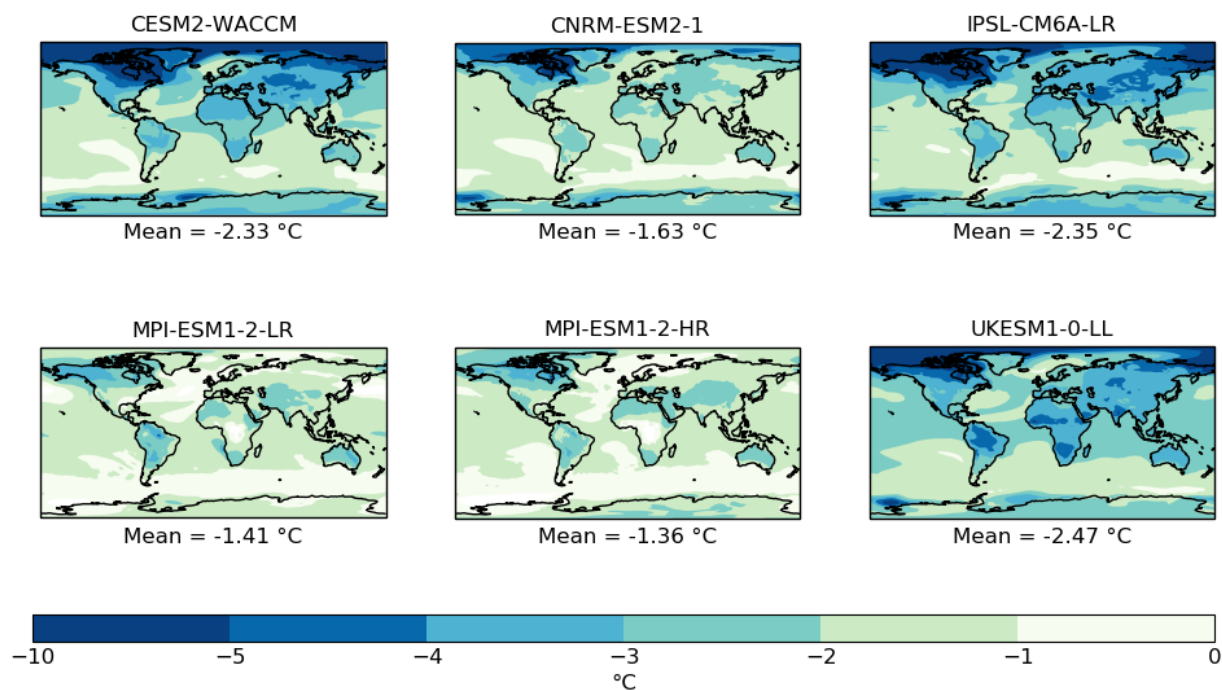 CESM2-WACCM
CNRM-ESM2-1
IPSL-CM6A-LR
Mean = -2.33 °C
Mean = -1.63 °C
Mean = -2.35 °C
MPI-ESM1-2-LR
MPI-ESM1-2-HR
UKESM1-0-LL
Mean = -1.41 °C
Mean = -1.36 °C
Mean = -2.47 °C
−10 −5 −4 −3 −2 −1 0
°C